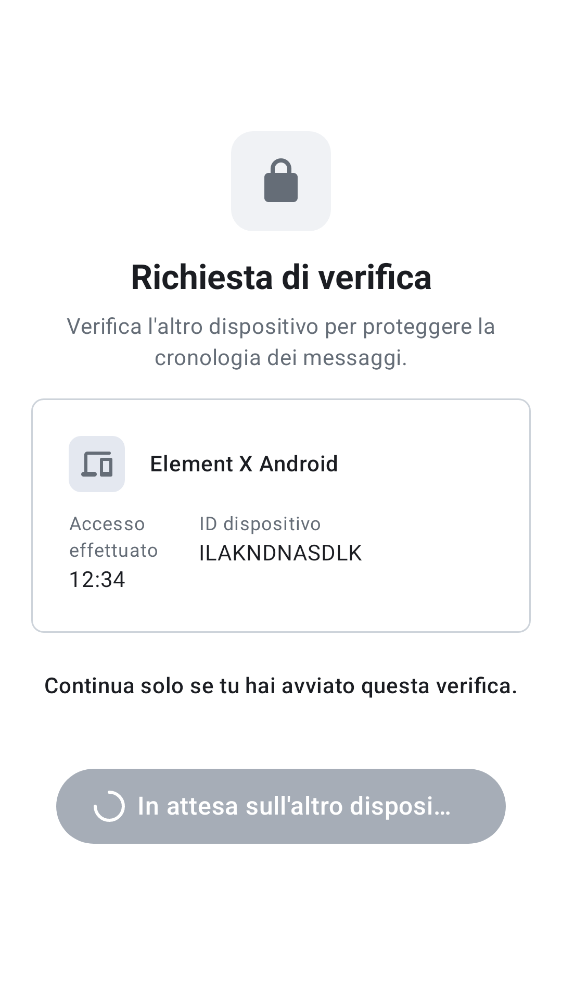 Richiesta di verifica
Verifica l'altro dispositivo per proteggere la
cronologia dei messaggi.
Element X Android
Accesso
effettuato
12:34
ID dispositivo
ILAKNDNASDLK
Continua solo se tu hai avviato questa verifica.
In attesa sull'altro disposi…